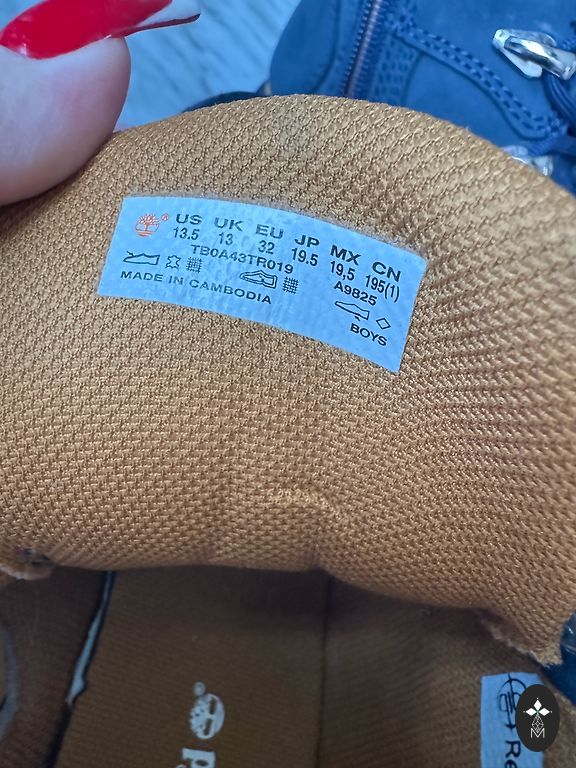 US UK EU JP MX CN
13.5 13 32 19.5 19,5 195(1)
TB0A43TR019 A9825
MADE IN CAMBODIA
BOYS
Re
M